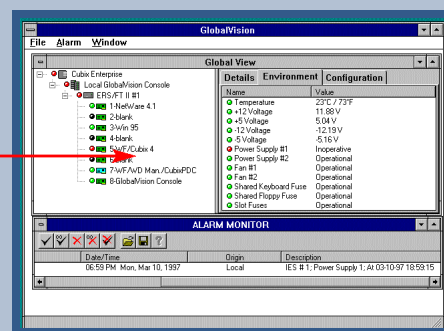 GlobalVision
File Alarm Window
Global View
Cubix Enterprise
Local GlobalVision Console
ERS/FT II #1
1-NetWare 4.1
2-blank
3-Win 95
4-blank
5-WF/Cubix 4
6-blank
7-WF/WD Man./CubixPDC
8-GlobalVision Console
Details Environment Configuration
Name Value
Temperature 23°C / 73°F
+12 Voltage 11.88 V
+5 Voltage 5.04 V
-12 Voltage -12.19 V
-5 Voltage -5.16 V
Power Supply #1 Inoperative
Power Supply #2 Operational
Fan #1 Operational
Fan #2 Operational
Shared Keyboard Fuse Operational
Shared Floppy Fuse Operational
Slot Fuses Operational
ALARM MONITOR
Date/Time Origin Description
06:59 PM Mon, Mar 10, 1997 Local IES # 1; Power Supply 1; At 03-10-97 18:59:15